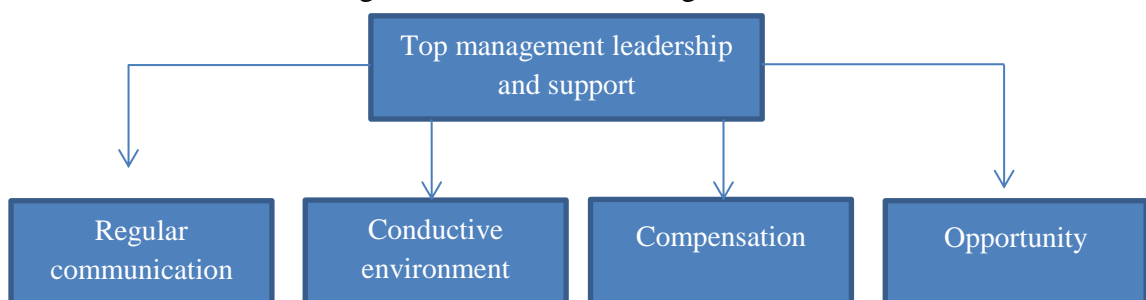 Top management leadership
and support
Regular
communication
Conductive
environment
Compensation
Opportunity